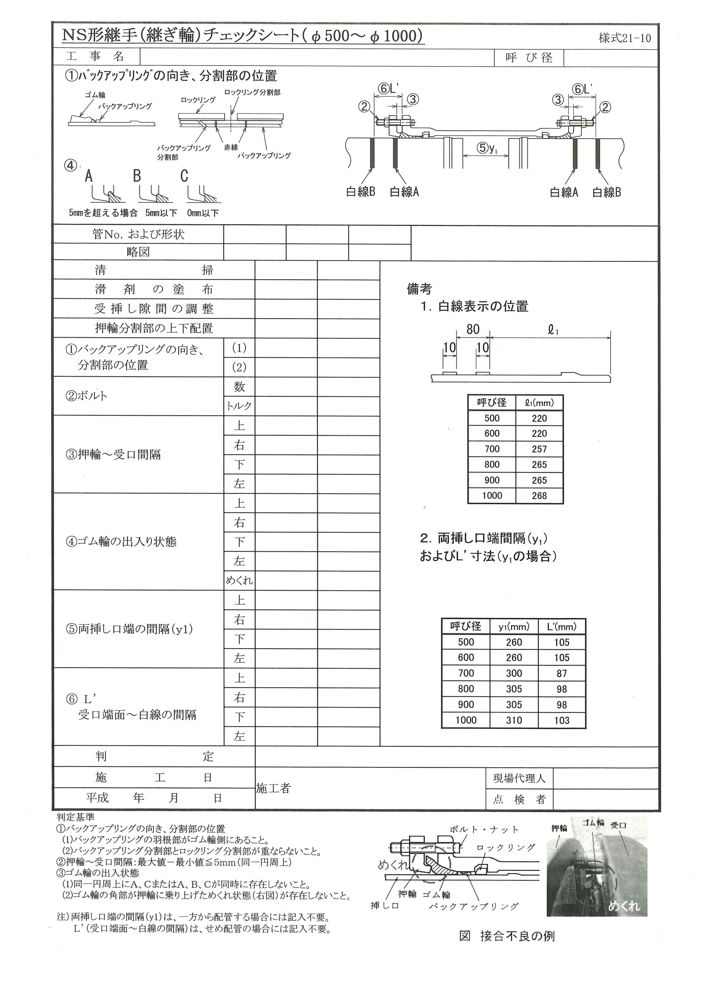 NS形継手(継ぎ輪)チェックシート(φ500～φ1000)
様式21-10
工 事 名
呼 び 径
①バックアップリングの向き、分割部の位置
ゴム輪
バックアップリング
ロックリング
ロックリング分割部
バックアップリング
分割部
赤線
バックアップリング
⑥L’
③
②
⑥L’
③
②
⑤y₁
白線B
白線A
白線A
白線B
④
A B C
5mmを超える場合 5mm以下 0mm以下
管No. および形状
略図
清 掃
滑 剤 の 塗 布
受 挿 し 隙 間 の 調 整
押輪分割部の上下配置
①バックアップリングの向き、
分割部の位置
(1)
(2)
②ボルト
数
トルク
③押輪～受口間隔
上
右
下
左
④ゴム輪の出入り状態
上
右
下
左
めくれ
⑤両挿し口端の間隔(y1)
上
右
下
左
⑥ L’
受口端面～白線の間隔
上
右
下
左
備考
1. 白線表示の位置
80 ℓ₁
10 10
呼び径 ℓ₁(mm)
500 220
600 220
700 257
800 265
900 265
1000 268
2. 両挿し口端間隔(y₁)
およびL’寸法(y₁の場合)
呼び径 y₁(mm) L’(mm)
500 260 105
600 260 105
700 300 87
800 305 98
900 305 98
1000 310 103
判 定
施 工 日
平成 年 月 日
施工者
現場代理人
点 検 者
判定基準
①バックアップリングの向き、分割部の位置
(1)バックアップリングの羽根部がゴム輪側にあること。
(2)バックアップリング分割部とロックリング分割部が重ならないこと。
②押輪～受口間隔：最大値－最小値≦5mm(同一円周上)
③ゴム輪の出入状態
(1)同一円周上にA、CまたはA、B、Cが同時に存在しないこと。
(2)ゴム輪の角部が押輪に乗り上げためくれ状態(右図)が存在しないこと。
注)両挿し口端の間隔(y1)は、一方から配管する場合には記入不要。
L’(受口端面～白線の間隔)は、せめ配管の場合には記入不要。
ボルト・ナット
ロックリング
めくれ
押輪 ゴム輪
挿し口
バックアップリング
押輪 ゴム輪 受口
めくれ
図 接合不良の例